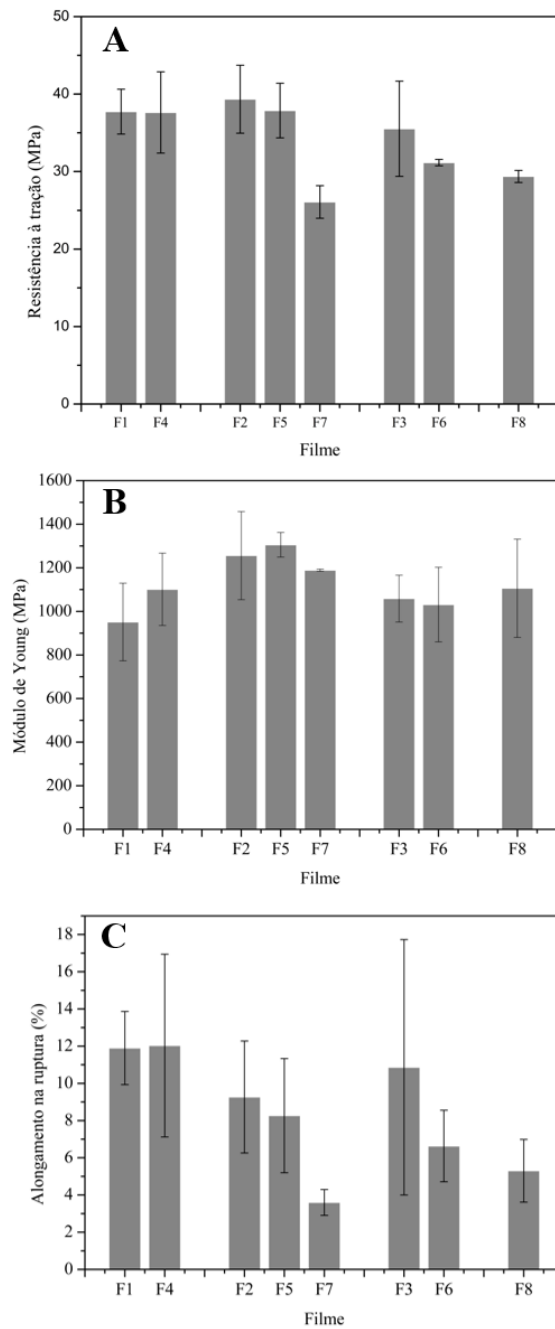 A
Resistência à tração (MPa)
50
40
30
20
10
0
F1 F4 F2 F5 F7 F3 F6 F8
Filme
B
Módulo de Young (MPa)
1600
1400
1200
1000
800
600
400
200
0
F1 F4 F2 F5 F7 F3 F6 F8
Filme
C
Alongamento na ruptura (%)
18
16
14
12
10
8
6
4
2
0
F1 F4 F2 F5 F7 F3 F6 F8
Filme